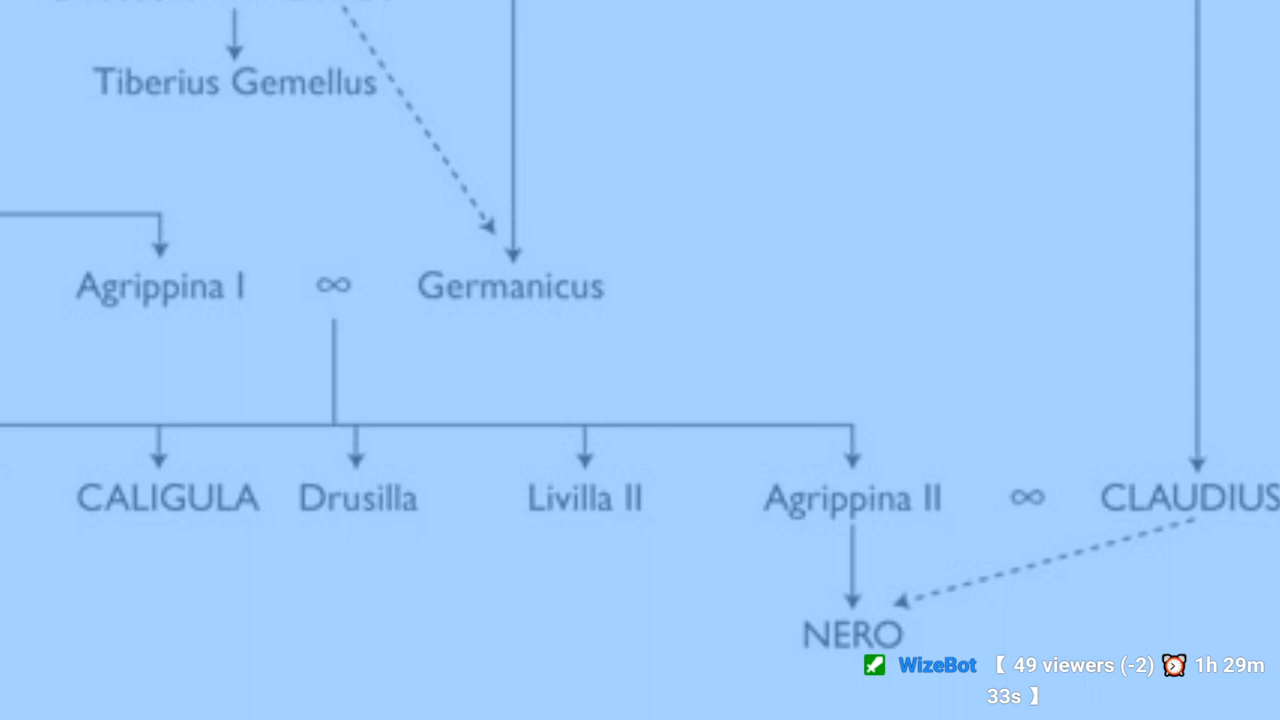 Tiberius Gemellus
Agrippina I ∞ Germanicus
CALIGULA Drusilla Livilla II Agrippina II ∞ CLAUDIUS
NERO
WizeBot 【 49 viewers (-2) ⏰ 1h 29m
33s 】